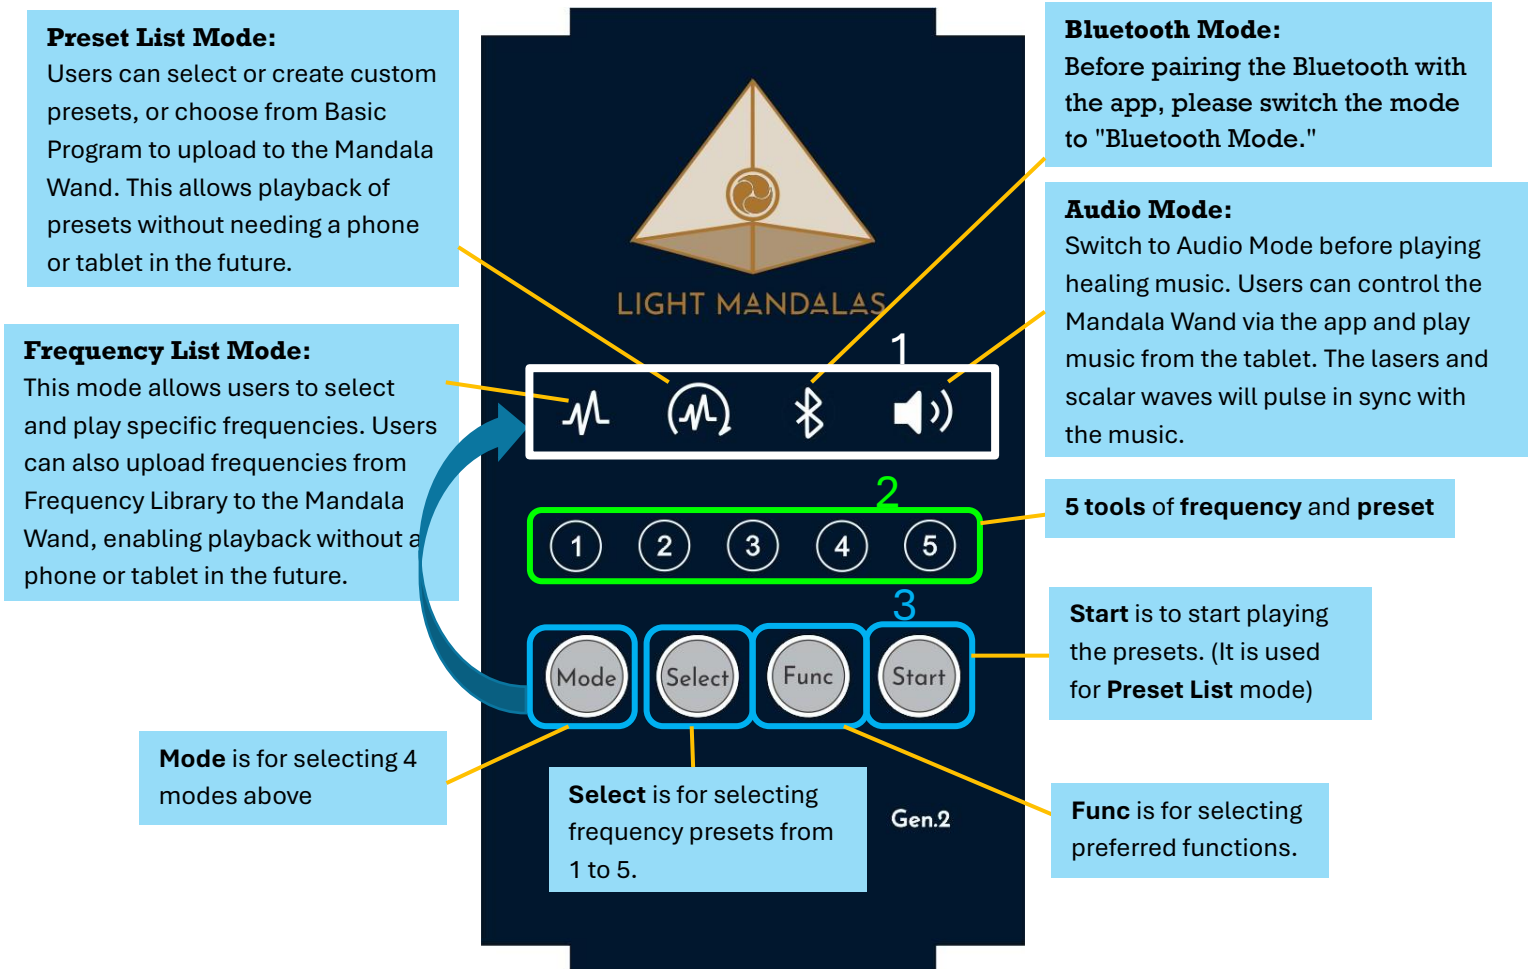 Preset List Mode:
Users can select or create custom
presets, or choose from Basic
Program to upload to the Mandala
Wand. This allows playback of
presets without needing a phone
or tablet in the future.
Frequency List Mode:
This mode allows users to select
and play specific frequencies. Users
can also upload frequencies from
Frequency Library to the Mandala
Wand, enabling playback without a
phone or tablet in the future.
Bluetooth Mode:
Before pairing the Bluetooth with
the app, please switch the mode
to "Bluetooth Mode."
Audio Mode:
Switch to Audio Mode before playing
healing music. Users can control the
Mandala Wand via the app and play
music from the tablet. The lasers and
scalar waves will pulse in sync with
the music.
LIGHT MANDALAS
1
2
1 2 3 4 5
5 tools of frequency and preset
3
Mode Select Func Start
Start is to start playing
the presets. (It is used
for Preset List mode)
Mode is for selecting 4
modes above
Select is for selecting
frequency presets from
1 to 5.
Gen.2
Func is for selecting
preferred functions.